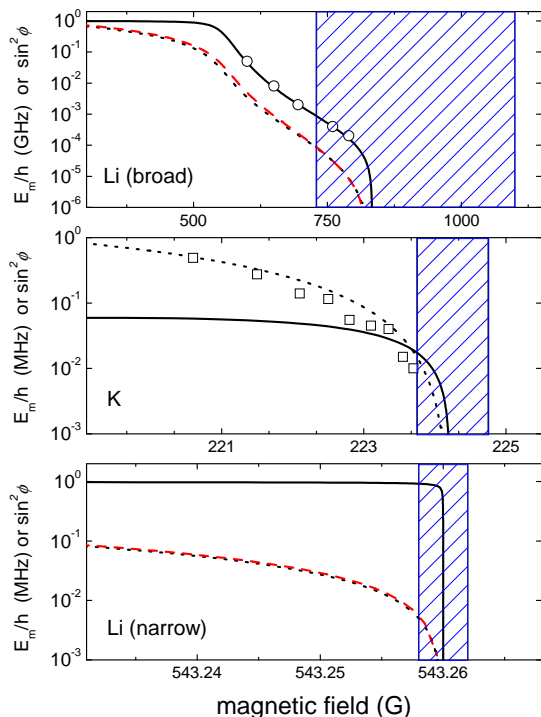 10^0
10^-1
10^-2
10^-3
10^-4
10^-5
10^-6
E_m/h (GHz) or sin^2 ϕ
Li (broad)
500 750 1000
10^0
10^-1
10^-2
10^-3
E_m/h (MHz) or sin^2 ϕ
K
221 223 225
10^0
10^-1
10^-2
10^-3
E_m/h (MHz) or sin^2 ϕ
Li (narrow)
543.24 543.25 543.26
magnetic field (G)